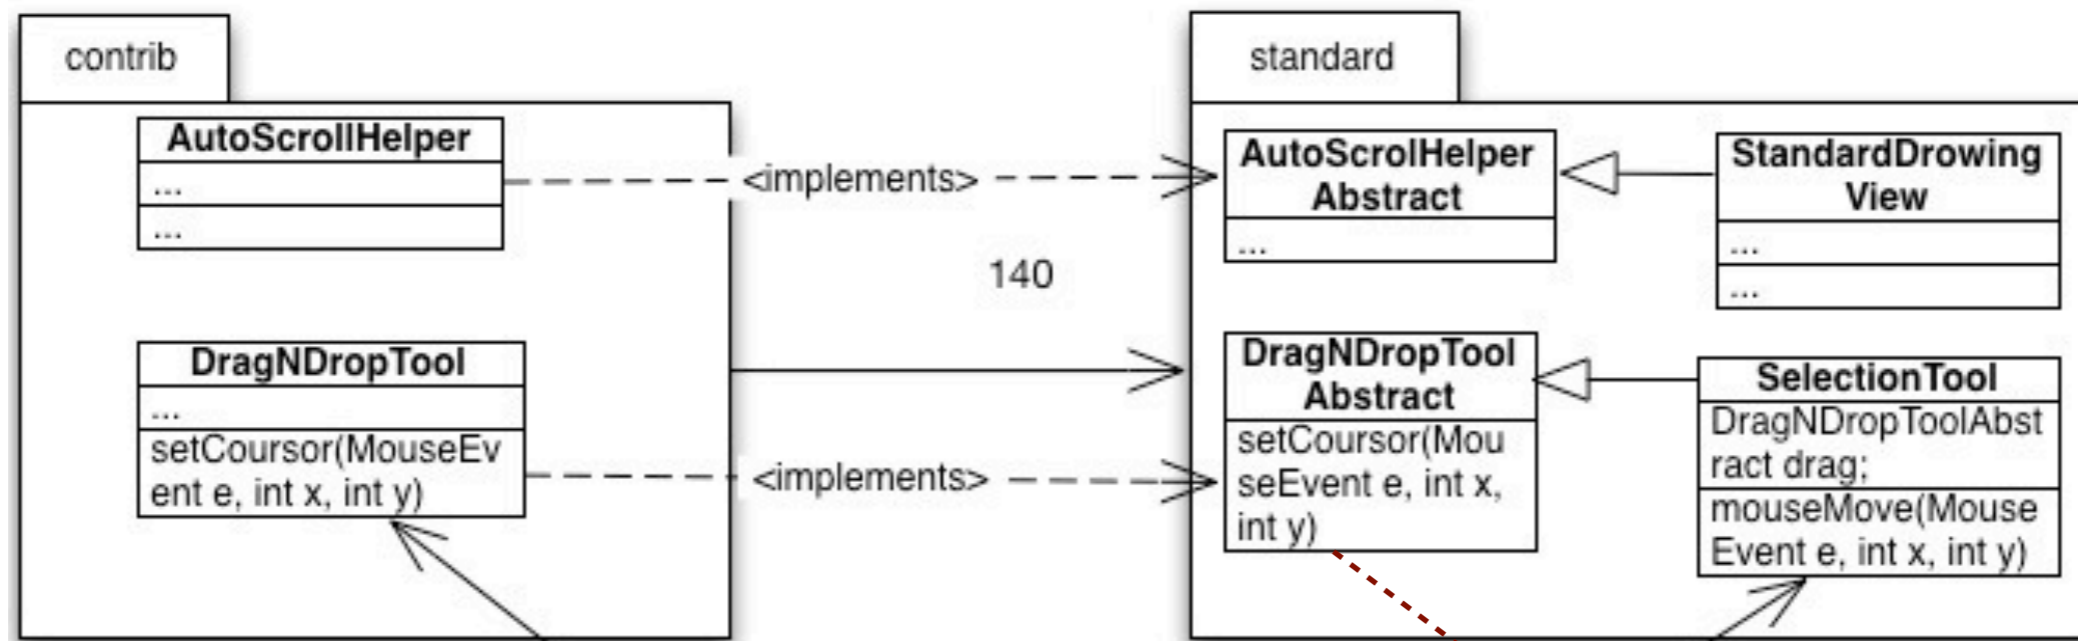 contrib
AutoScrollHelper
...
...
DragNDropTool
...
setCoursor(MouseEv
ent e, int x, int y)
<implements>
140
<implements>
standard
AutoScrolHelper
Abstract
...
StandardDrowing
View
...
...
DragNDropTool
Abstract
setCoursor(Mou
seEvent e, int x,
int y)
SelectionTool
DragNDropToolAbst
ract drag;
mouseMove(Mouse
Event e, int x, int y)